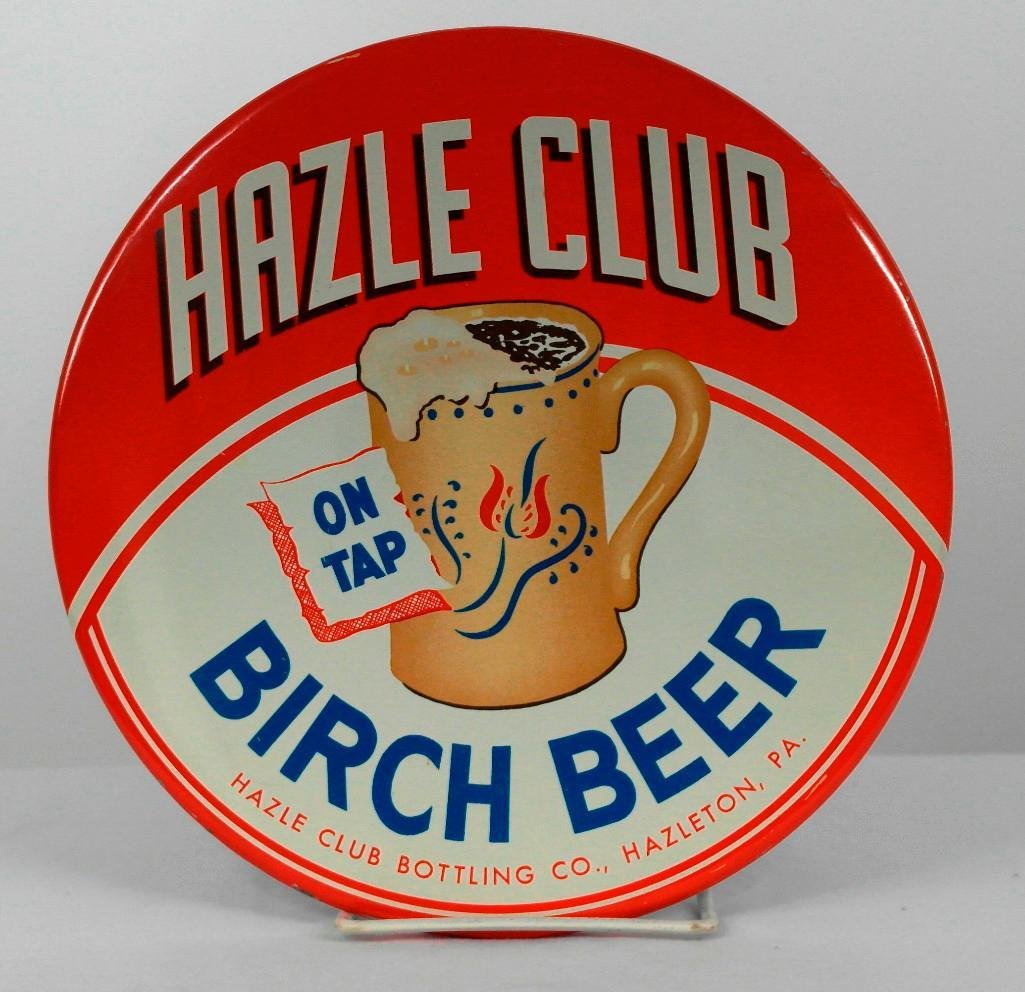 HAZLE CLUB
ON
TAP
BIRCH BEER
HAZLE CLUB BOTTLING CO., HAZLETON, PA.